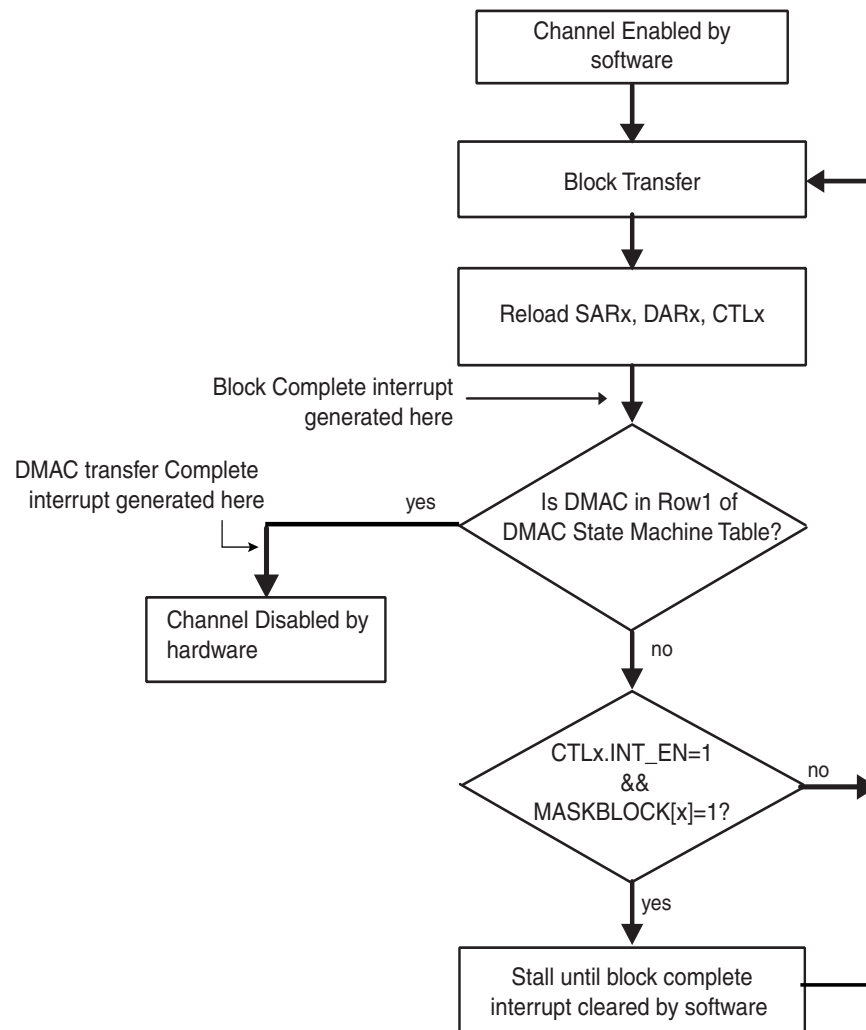 Channel Enabled by
software
Block Transfer
Reload SARx, DARx, CTLx
Block Complete interrupt
generated here
DMAC transfer Complete
interrupt generated here
yes
Is DMAC in Row1 of
DMAC State Machine Table?
Channel Disabled by
hardware
no
CTLx.INT_EN=1
&&
MASKBLOCK[x]=1?
no
yes
Stall until block complete
interrupt cleared by software